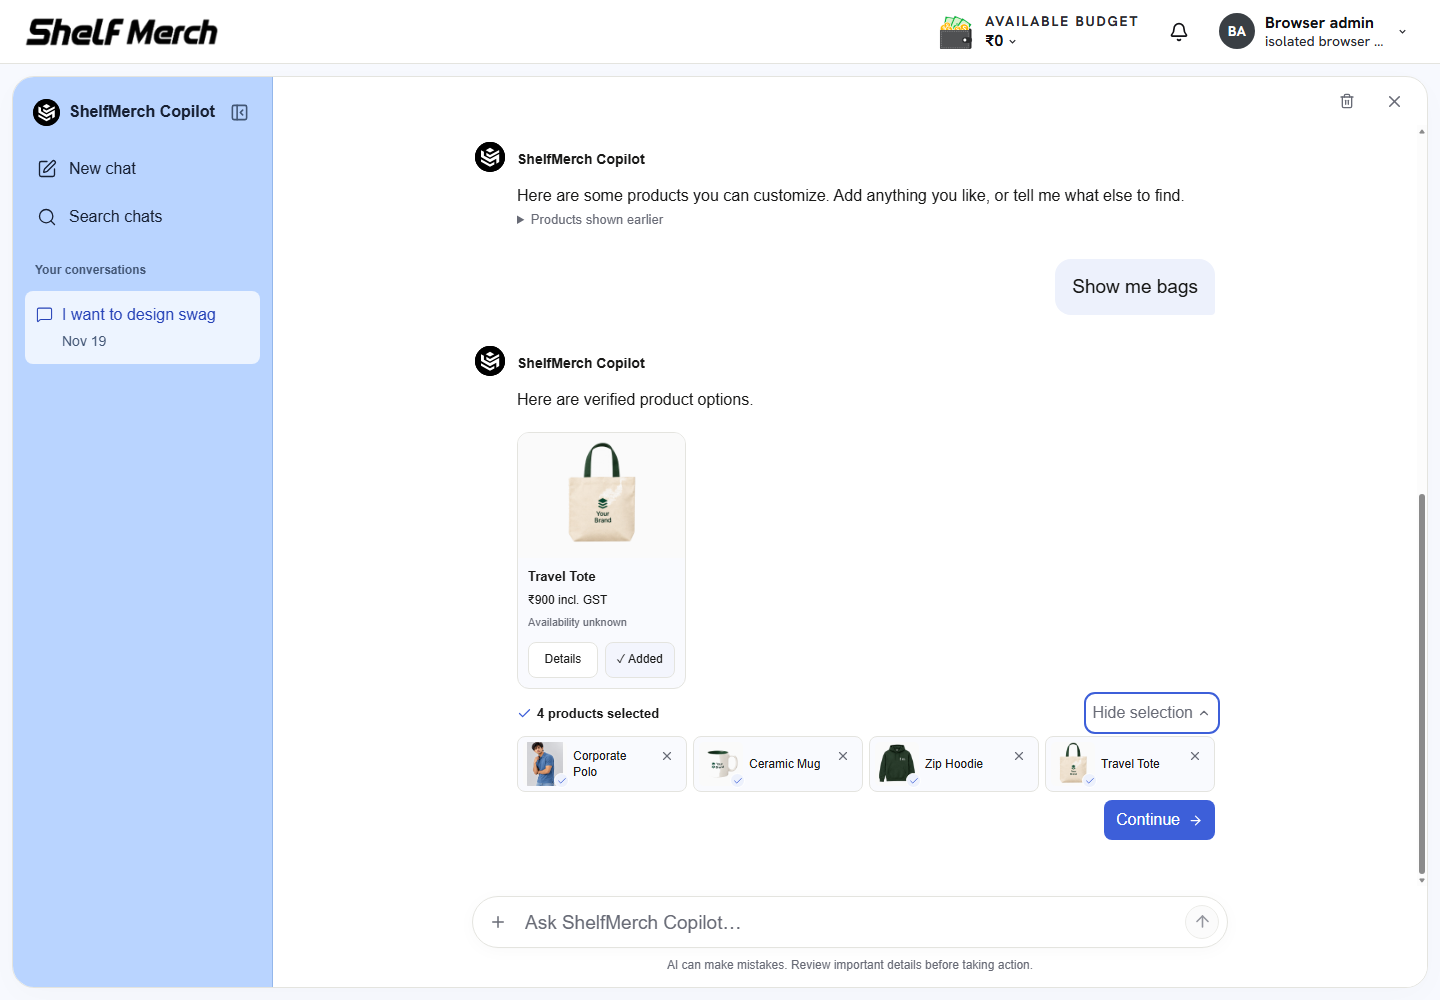 Shelf Merch
AVAILABLE BUDGET
₹0
BA
Browser admin
isolated browser ...
ShelfMerch Copilot
New chat
Search chats
Your conversations
I want to design swag
Nov 19
ShelfMerch Copilot
Here are some products you can customize. Add anything you like, or tell me what else to find.
Products shown earlier
Show me bags
ShelfMerch Copilot
Here are verified product options.
Your
Brand
Travel Tote
₹900 incl. GST
Availability unknown
Details
✓ Added
4 products selected
Hide selection
Corporate
Polo
Ceramic Mug
Zip Hoodie
Travel Tote
Continue →
Ask ShelfMerch Copilot…
AI can make mistakes. Review important details before taking action.